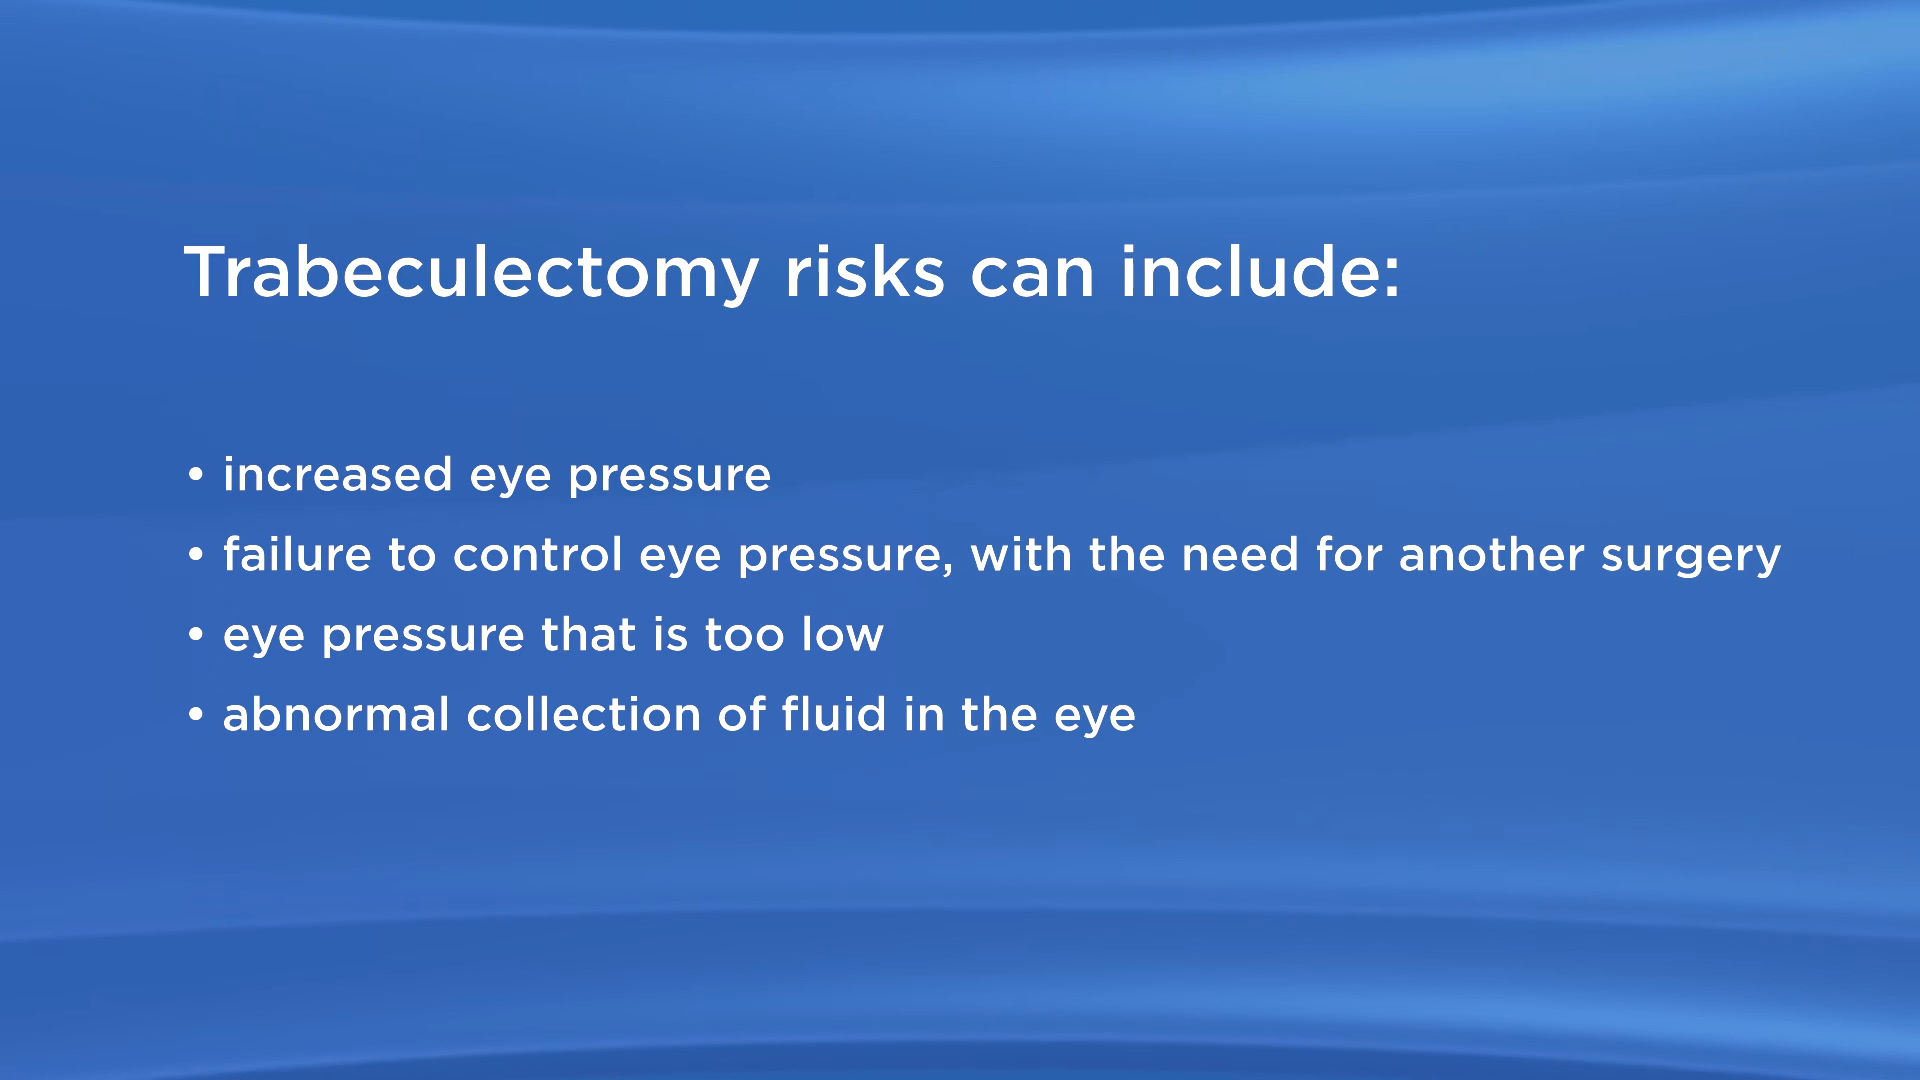 Trabeculectomy risks can include:
• increased eye pressure
• failure to control eye pressure, with the need for another surgery
• eye pressure that is too low
• abnormal collection of fluid in the eye